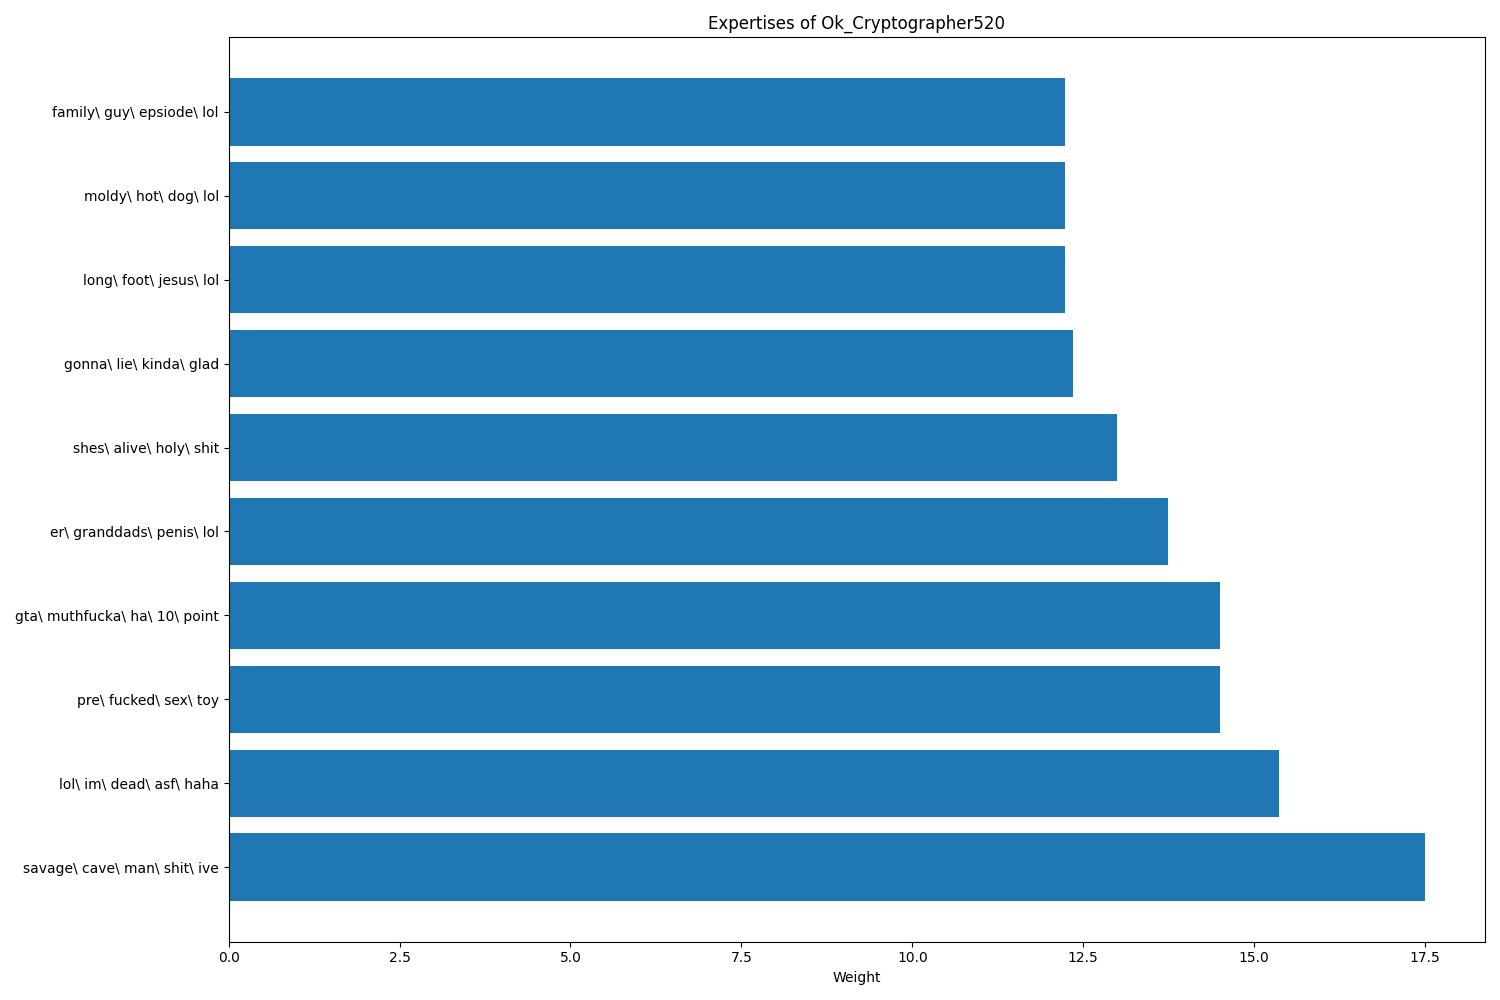 Expertises of Ok_Cryptographer520
family\ guy\ epsiode\ lol
moldy\ hot\ dog\ lol
long\ foot\ jesus\ lol
gonna\ lie\ kinda\ glad
shes\ alive\ holy\ shit
er\ granddads\ penis\ lol
gta\ muthfucka\ ha\ 10\ point
pre\ fucked\ sex\ toy
lol\ im\ dead\ asf\ haha
savage\ cave\ man\ shit\ ive
0.0 2.5 5.0 7.5 10.0 12.5 15.0 17.5
Weight